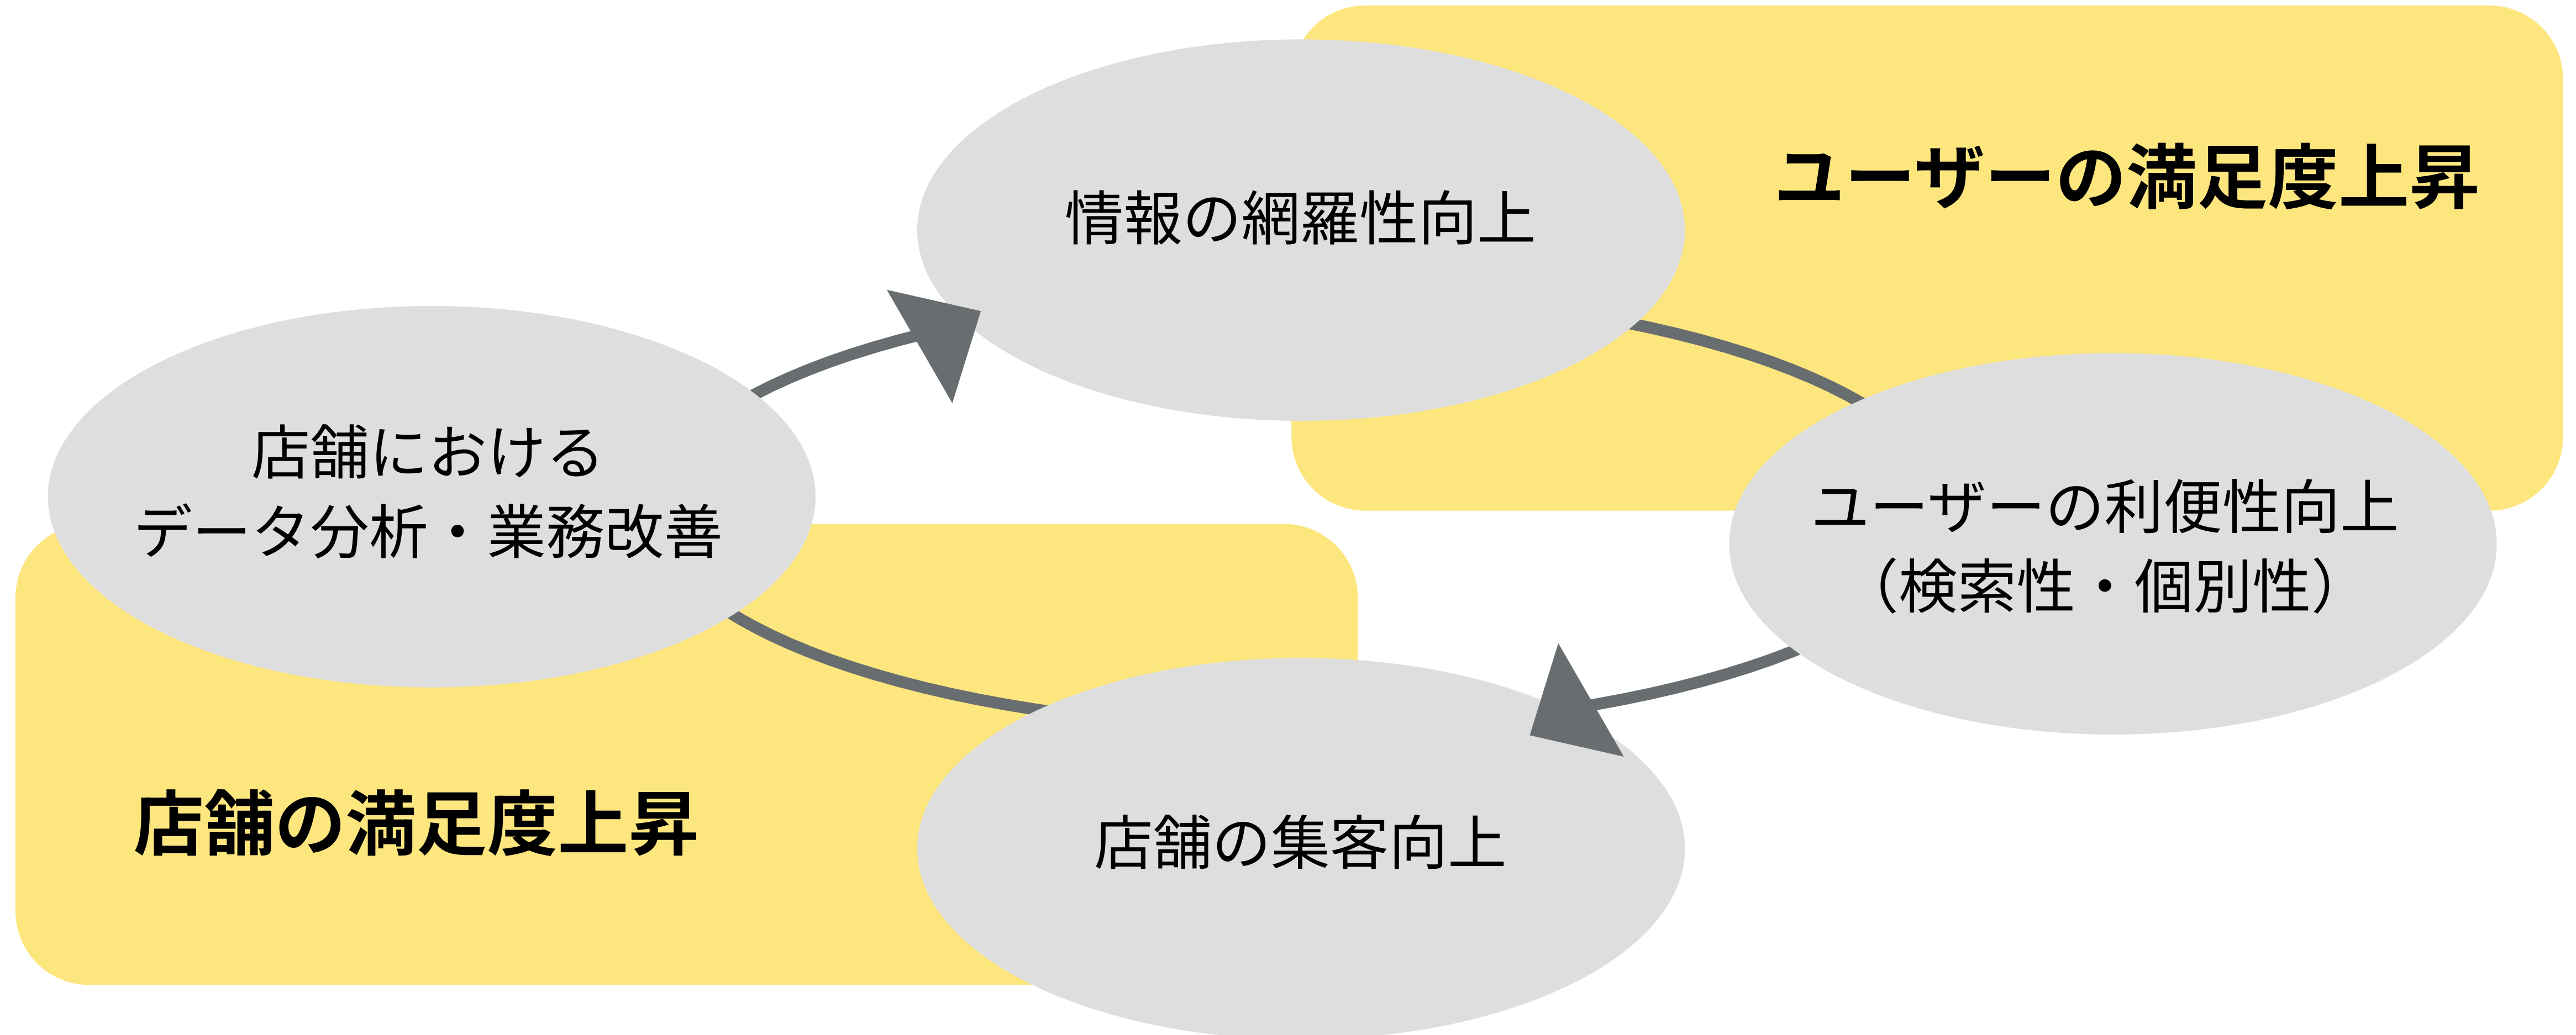 ユーザーの満足度上昇
情報の網羅性向上
店舗における
データ分析・業務改善
ユーザーの利便性向上
（検索性・個別性）
店舗の満足度上昇
店舗の集客向上